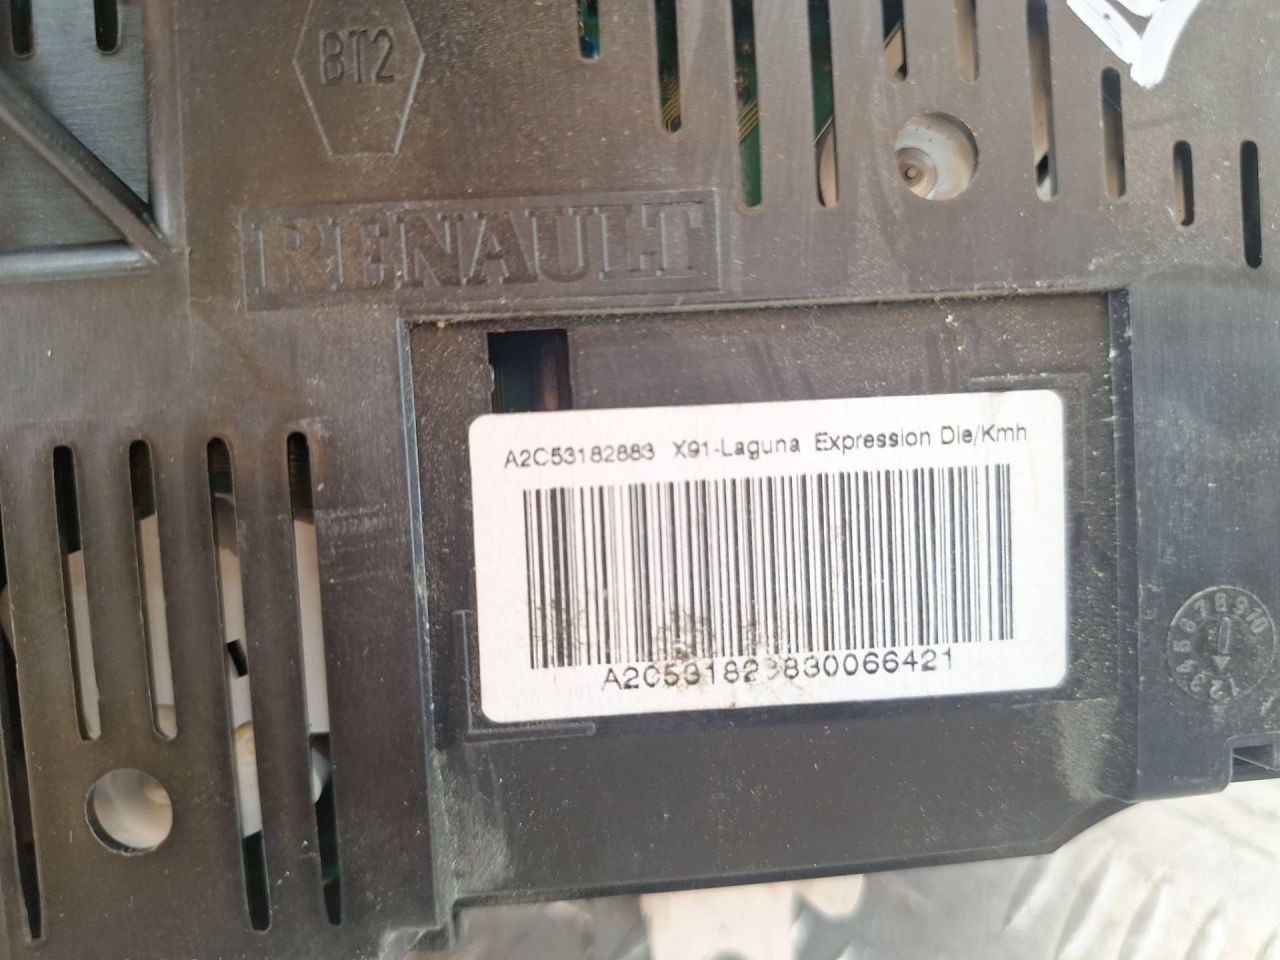 BT2
RENAULT
A2C53182883 X91-Laguna Expression Die/Kmh